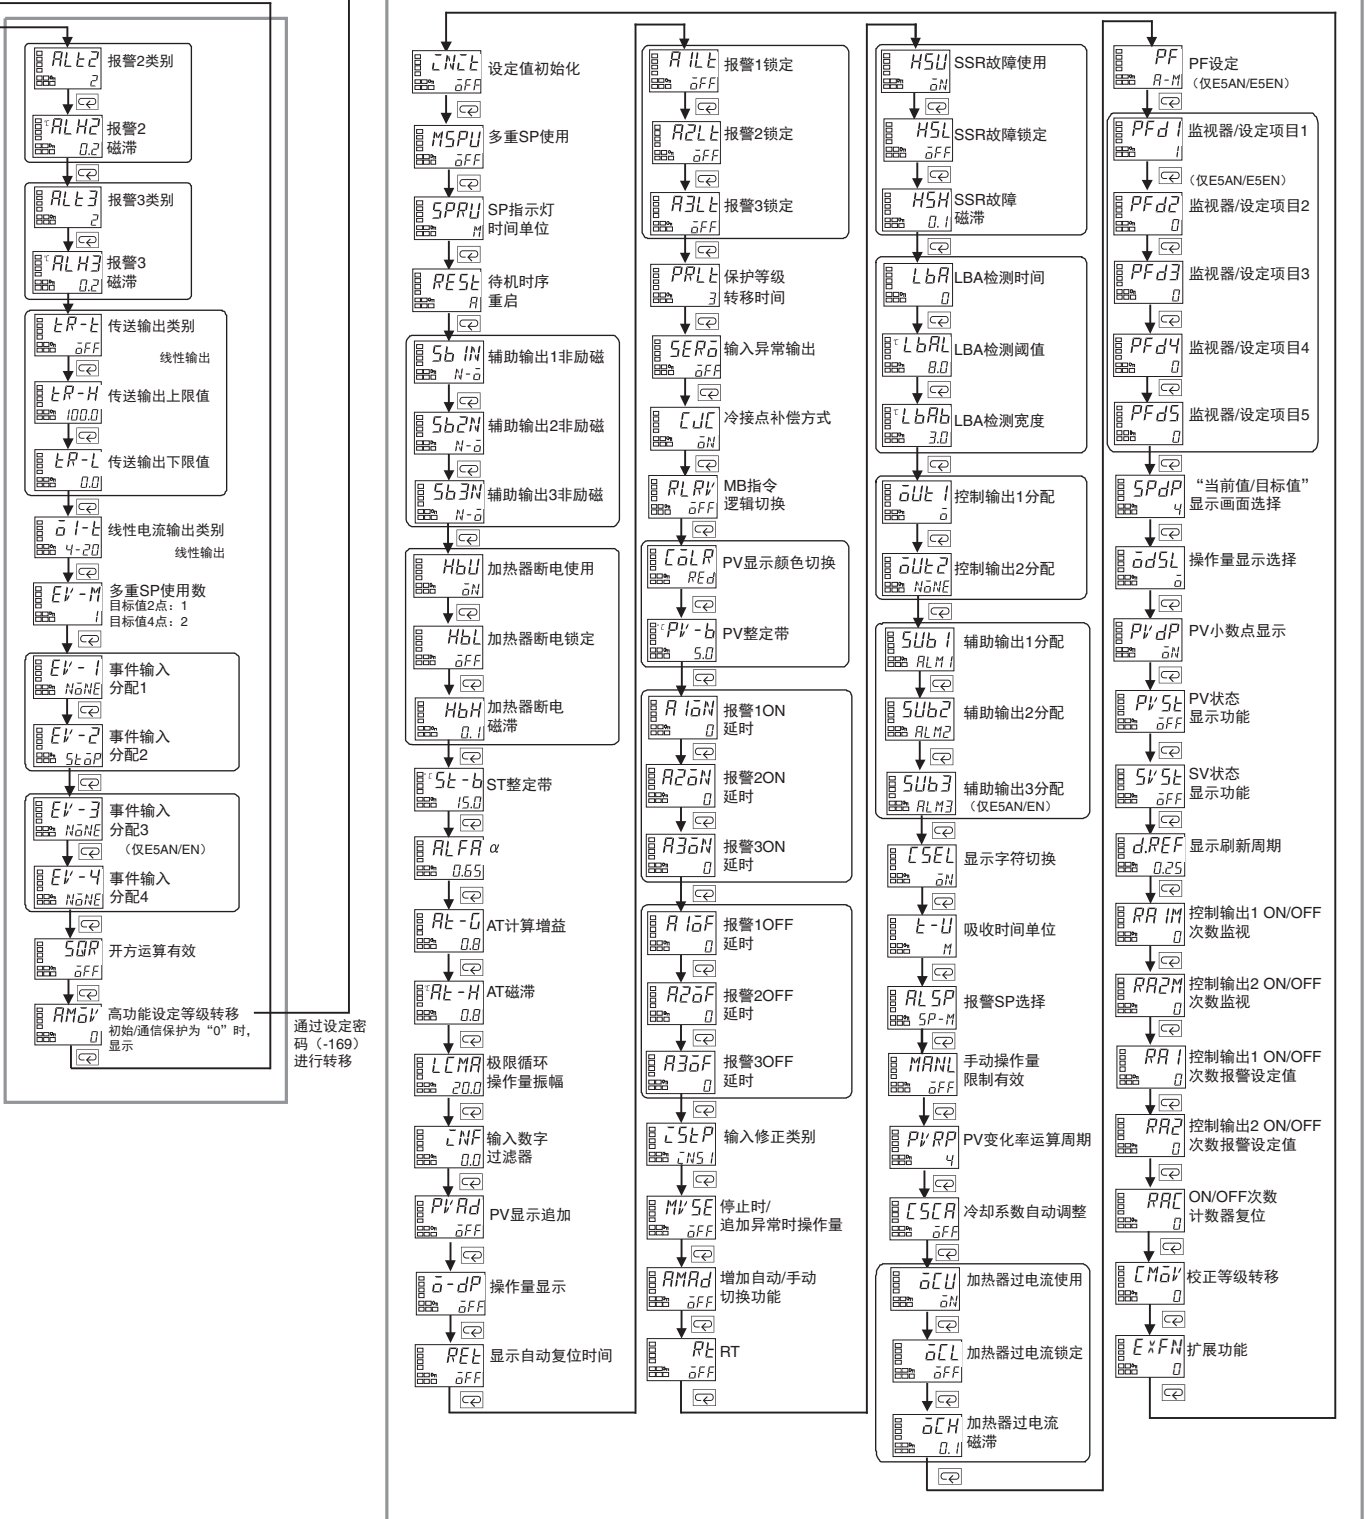 ALt2 报警2类别
2
°C ALH2 报警2
0.2 磁滞
ALt3 报警3类别
2
°C ALH3 报警3
0.2 磁滞
tR-t 传送输出类别
oFF 线性输出
tR-H 传送输出上限值
100.0
tR-L 传送输出下限值
0.0
o1-t 线性电流输出类别
4-20 线性输出
EV-M 多重SP使用数
目标值2点：1
1 目标值4点：2
EV-1 事件输入
NoNE 分配1
EV-2 事件输入
StoP 分配2
EV-3 事件输入
NoNE 分配3
（仅E5AN/EN）
EV-4 事件输入
NoNE 分配4
SQR 开方运算有效
oFF
AMoV 高功能设定等级转移
初始/通信保护为“0”时，
0 显示
通过设定密
码（-169）
进行转移
iNit 设定值初始化
oFF
MSPU 多重SP使用
oFF
SPRU SP指示灯
M 时间单位
RESt 待机时序
A 重启
Sb1N 辅助输出1非励磁
N-o
Sb2N 辅助输出2非励磁
N-o
Sb3N 辅助输出3非励磁
N-o
HbU 加热器断电使用
oN
HbL 加热器断电锁定
oFF
HbH 加热器断电
0.1 磁滞
°C St-b ST整定带
15.0
ALFA α
0.65
At-G AT计算增益
0.8
°C At-H AT磁滞
0.8
LCMA 极限循环
20.0 操作量振幅
iNF 输入数字
0.0 过滤器
PVAd PV显示追加
oFF
o-dP 操作量显示
oFF
REt 显示自动复位时间
oFF
A1Lt 报警1锁定
oFF
A2Lt 报警2锁定
oFF
A3Lt 报警3锁定
oFF
PRLt 保护等级
3 转移时间
SERo 输入异常输出
oFF
CJC 冷接点补偿方式
oN
RLRV MB指令
oFF 逻辑切换
CoLR PV显示颜色切换
REd
°C PV-b PV整定带
5.0
A1oN 报警1ON
0 延时
A2oN 报警2ON
0 延时
A3oN 报警3ON
0 延时
A1oF 报警1OFF
0 延时
A2oF 报警2OFF
0 延时
A3oF 报警3OFF
0 延时
iStP 输入修正类别
iNS1
MVSE 停止时/
oFF 追加异常时操作量
AMAd 增加自动/手动
oFF 切换功能
Rt RT
oFF
HSU SSR故障使用
oN
HSL SSR故障锁定
oFF
HSH SSR故障
0.1 磁滞
LbA LBA检测时间
0
°C LbAL LBA检测阈值
8.0
°C LbAb LBA检测宽度
3.0
oUt1 控制输出1分配
o
oUt2 控制输出2分配
NoNE
SUb1 辅助输出1分配
ALM1
SUb2 辅助输出2分配
ALM2
SUb3 辅助输出3分配
ALM3 （仅E5AN/EN）
CSEL 显示字符切换
oN
t-U 吸收时间单位
M
ALSP 报警SP选择
SP-M
MANL 手动操作量
oFF 限制有效
PVRP PV变化率运算周期
4
CSCA 冷却系数自动调整
oFF
oCU 加热器过电流使用
oN
oCL 加热器过电流锁定
oFF
oCH 加热器过电流
0.1 磁滞
PF PF设定
A-M （仅E5AN/E5EN）
PFd1 监视器/设定项目1
1
（仅E5AN/E5EN）
PFd2 监视器/设定项目2
0
PFd3 监视器/设定项目3
0
PFd4 监视器/设定项目4
0
PFd5 监视器/设定项目5
0
SPdP “当前值/目标值”
4 显示画面选择
odSL 操作量显示选择
o
PVdP PV小数点显示
oN
PVSt PV状态
oFF 显示功能
SVSt SV状态
oFF 显示功能
d.REF 显示刷新周期
0.25
RA1M 控制输出1 ON/OFF
0 次数监视
RA2M 控制输出2 ON/OFF
0 次数监视
RA1 控制输出1 ON/OFF
0 次数报警设定值
RA2 控制输出2 ON/OFF
0 次数报警设定值
RAC ON/OFF次数
0 计数器复位
CMoV 校正等级转移
0
EXFN 扩展功能
0